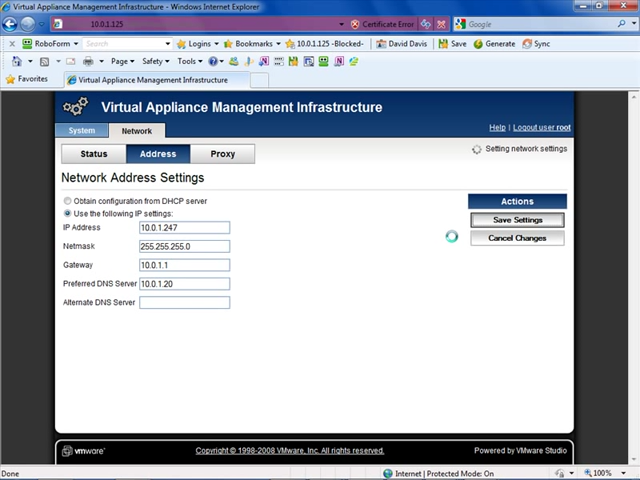 Virtual Appliance Management Infrastructure - Windows Internet Explorer
10.0.1.125
Certificate Error
Google
RoboForm
Search
Logins
Bookmarks
10.0.1.125 -Blocked-
David Davis
Save
Generate
Sync
Page
Safety
Tools
Favorites
Virtual Appliance Management Infrastructure
Virtual Appliance Management Infrastructure
System
Network
Help | Logout user root
Status
Address
Proxy
Setting network settings
Network Address Settings
Obtain configuration from DHCP server
Use the following IP settings:
IP Address 10.0.1.247
Netmask 255.255.255.0
Gateway 10.0.1.1
Preferred DNS Server 10.0.1.20
Alternate DNS Server
Actions
Save Settings
Cancel Changes
vmware
Copyright © 1998-2008 VMware, Inc. All rights reserved.
Powered by VMware Studio
Done
Internet | Protected Mode: On
100%